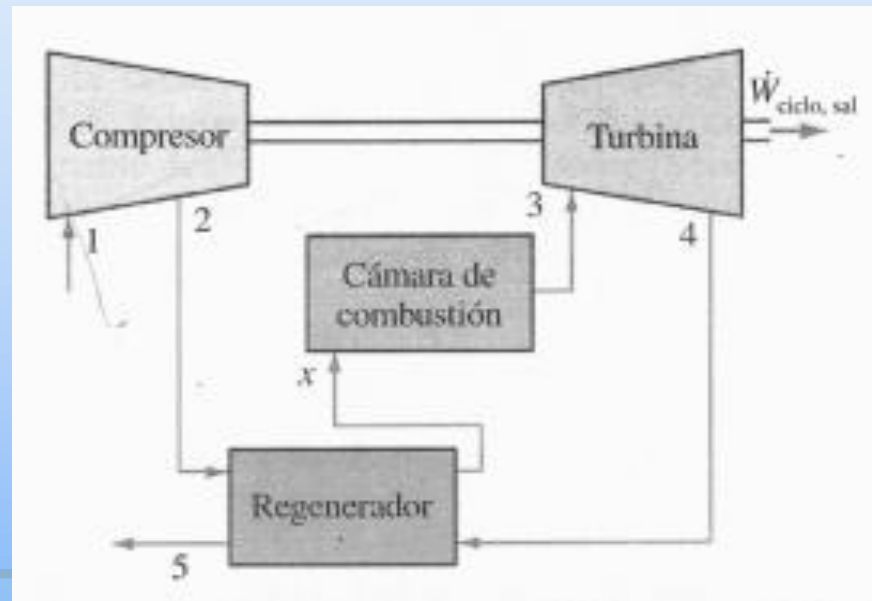 Compresor
Turbina
Ẇciclo, sal
1
2
3
4
Cámara de
combustión
x
Regenerador
5